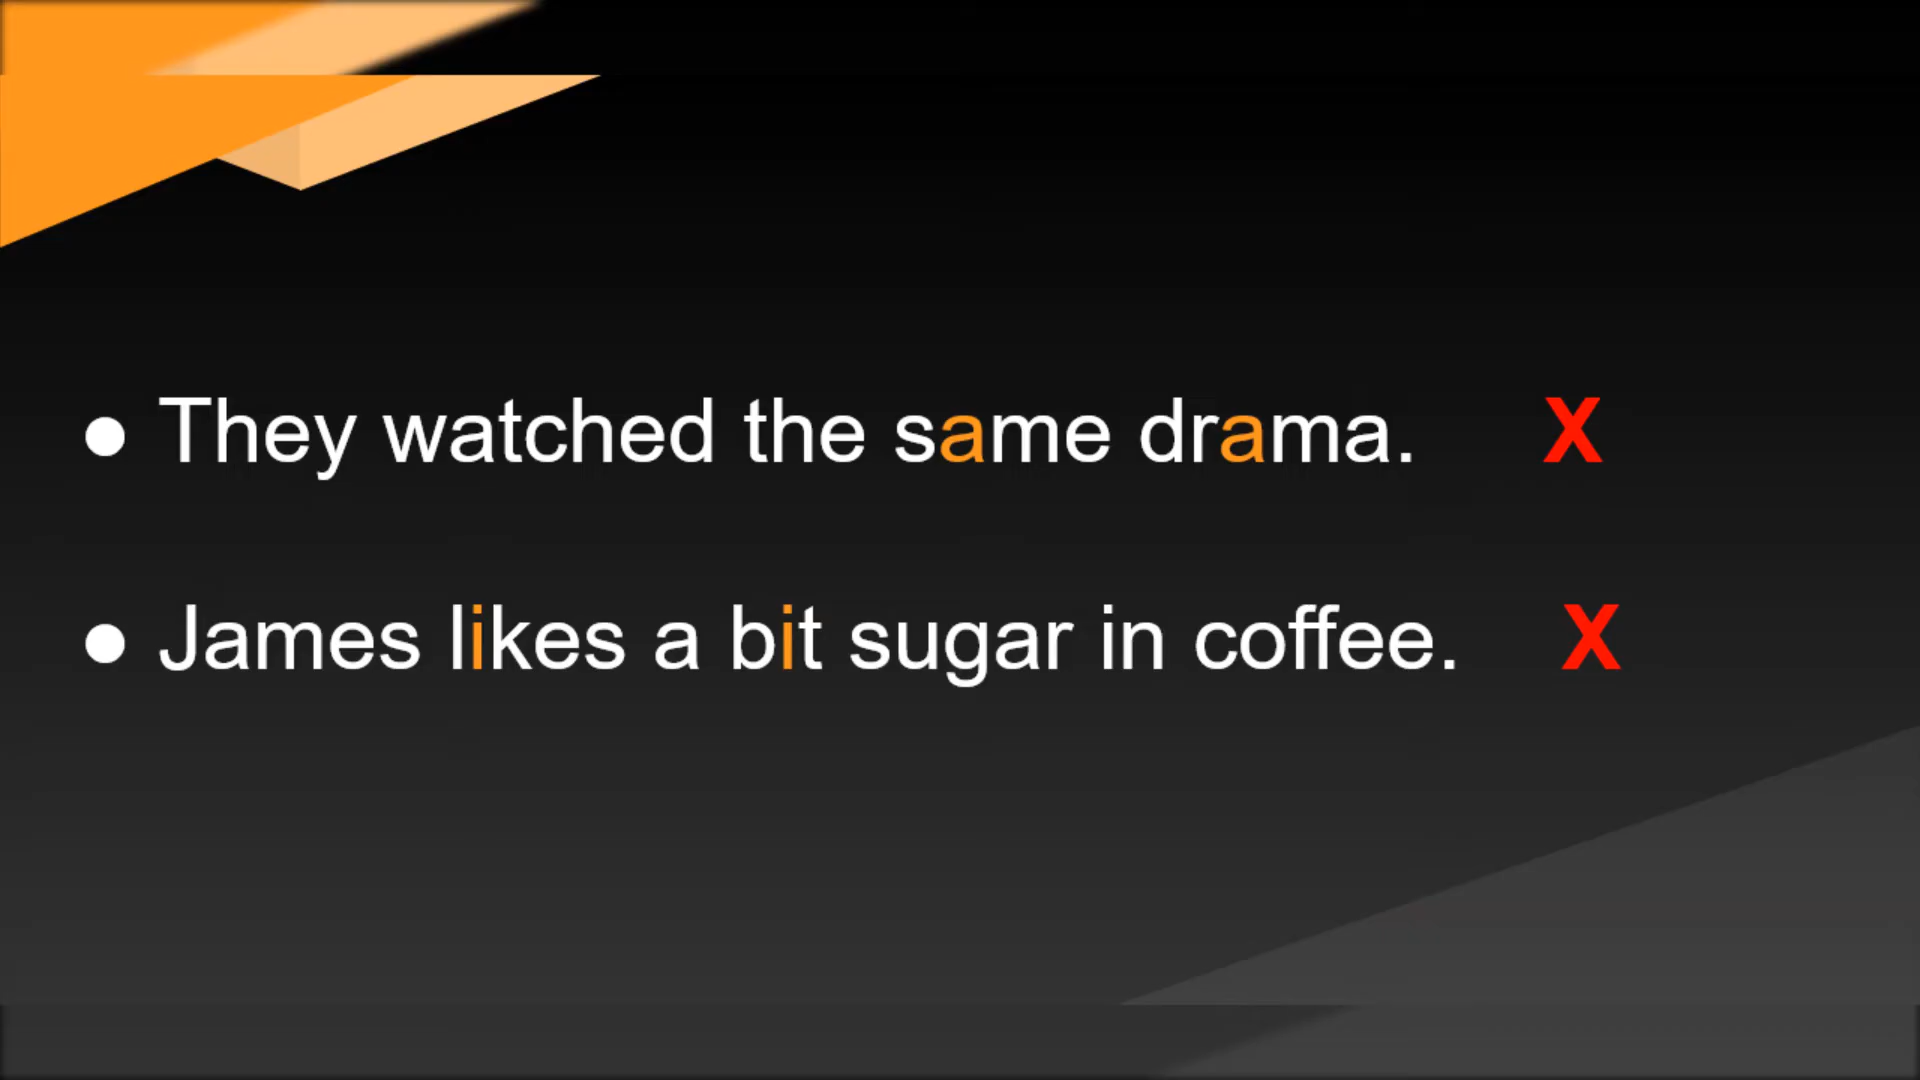 ● They watched the same drama. X
● James likes a bit sugar in coffee. X